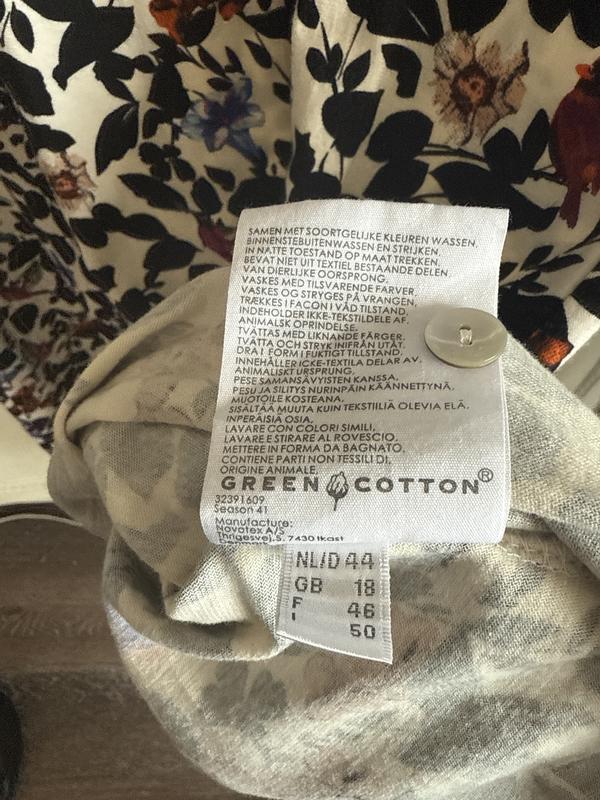 SAMEN MET SOORTGELIJKE KLEUREN WASSEN.
BINNENSTEBUITEN WASSEN EN STRIJKEN.
IN NATTE TOESTAND OP MAAT TREKKEN.
BEVAT NIET UIT TEXTIEL BESTAANDE DELEN
VAN DIERLIJKE OORSPRONG.
VASKES MED TILSVARENDE FARVER.
VASKES OG STRYGES PÅ VRANGEN.
TRÆKKES I FACON I VÅD TILSTAND.
INDEHOLDER IKKE-TEKSTILDELE AF
ANIMALSK OPRINDELSE.
TVÄTTAS MED LIKNANDE FÄRGER.
TVÄTTA OCH STRYK INIFRÅN UTÅT.
DRA I FORM I FUKTIGT TILLSTAND.
INNEHÅLLER ICKE-TEXTILA DELAR AV
ANIMALISKT URSPRUNG.
PESE SAMANSÄVYISTEN KANSSA.
PESU JA SILITYS NURINPÄIN KÄÄNNETTYNÄ.
MUOTOILE KOSTEANA.
SISÄLTÄÄ MUUTA KUIN TEKSTIILIÄ OLEVIA ELÄ.
INPERÄISIÄ OSIA.
LAVARE CON COLORI SIMILI.
LAVARE E STIRARE AL ROVESCIO.
METTERE IN FORMA DA BAGNATO.
CONTIENE PARTI NON TESSILI DI
ORIGINE ANIMALE.
GREEN COTTON®
32391609
Season 41
Manufacture:
Novotex A/S
Thrigesvej 5, 7430 Ikast
Denmark
NL/D 44
GB 18
F 46
I 50